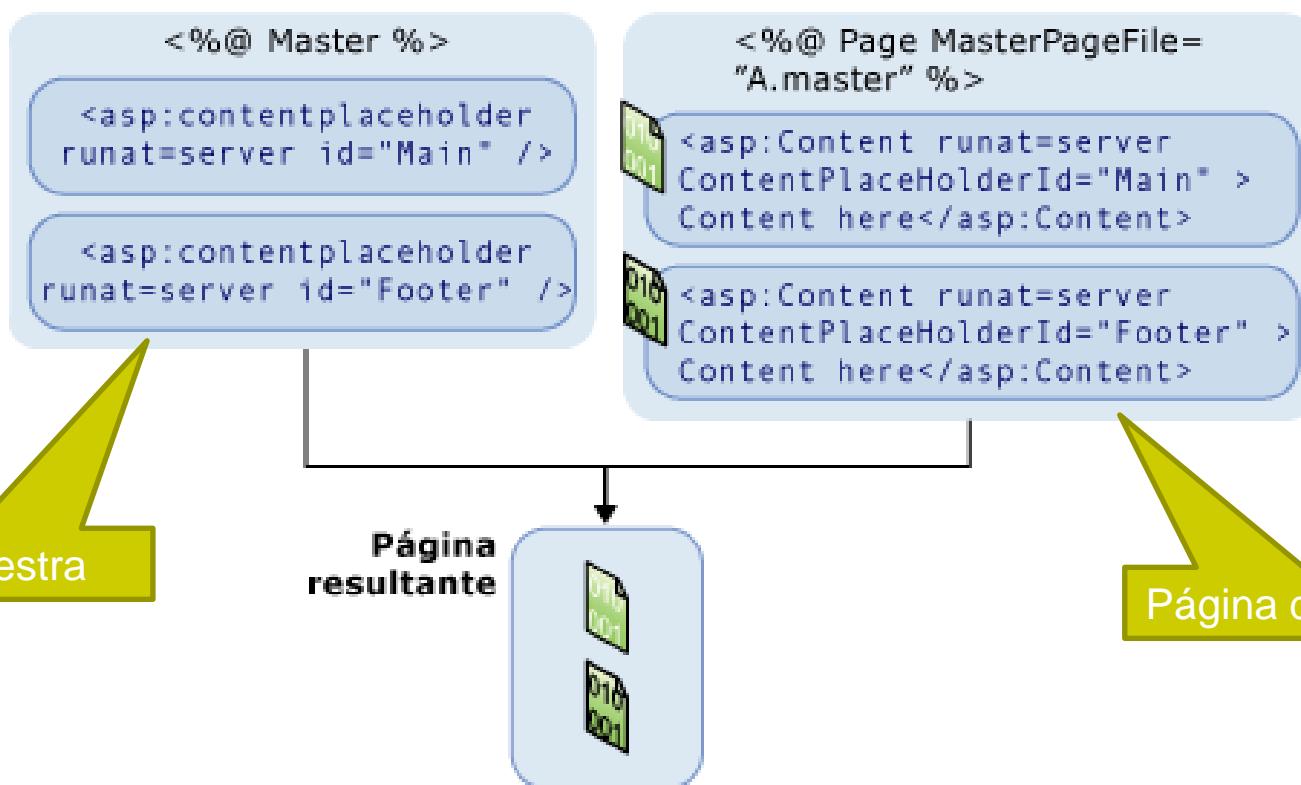 <%@ Master %>
<asp:contentplaceholder
runat=server id="Main" />
<asp:contentplaceholder
runat=server id="Footer" />
<%@ Page MasterPageFile=
"A.master" %>
<asp:Content runat=server
ContentPlaceHolderId="Main" >
Content here</asp:Content>
<asp:Content runat=server
ContentPlaceHolderId="Footer" >
Content here</asp:Content>
estra
Página
resultante
Página